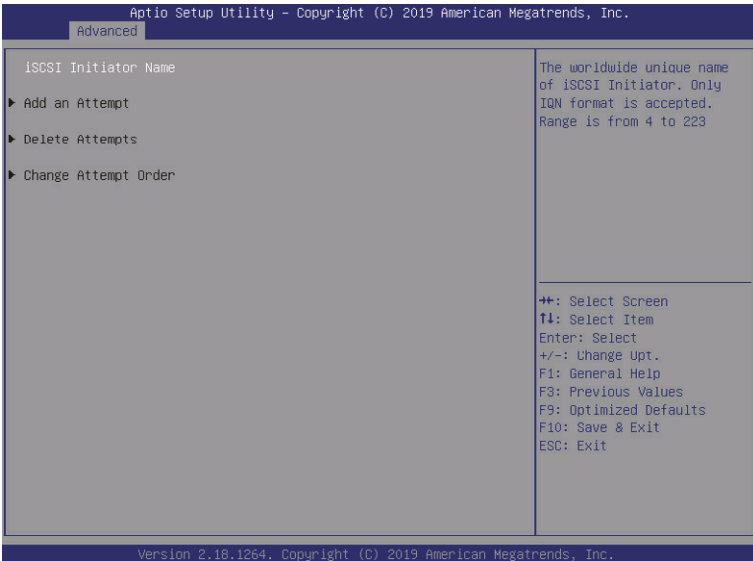 Aptio Setup Utility – Copyright (C) 2019 American Megatrends, Inc.
Advanced
iSCSI Initiator Name
▶ Add an Attempt
▶ Delete Attempts
▶ Change Attempt Order
The worldwide unique name
of iSCSI Initiator. Only
IQN format is accepted.
Range is from 4 to 223
→←: Select Screen
↑↓: Select Item
Enter: Select
+/-: Change Opt.
F1: General Help
F3: Previous Values
F9: Optimized Defaults
F10: Save & Exit
ESC: Exit
Version 2.18.1264. Copyright (C) 2019 American Megatrends, Inc.